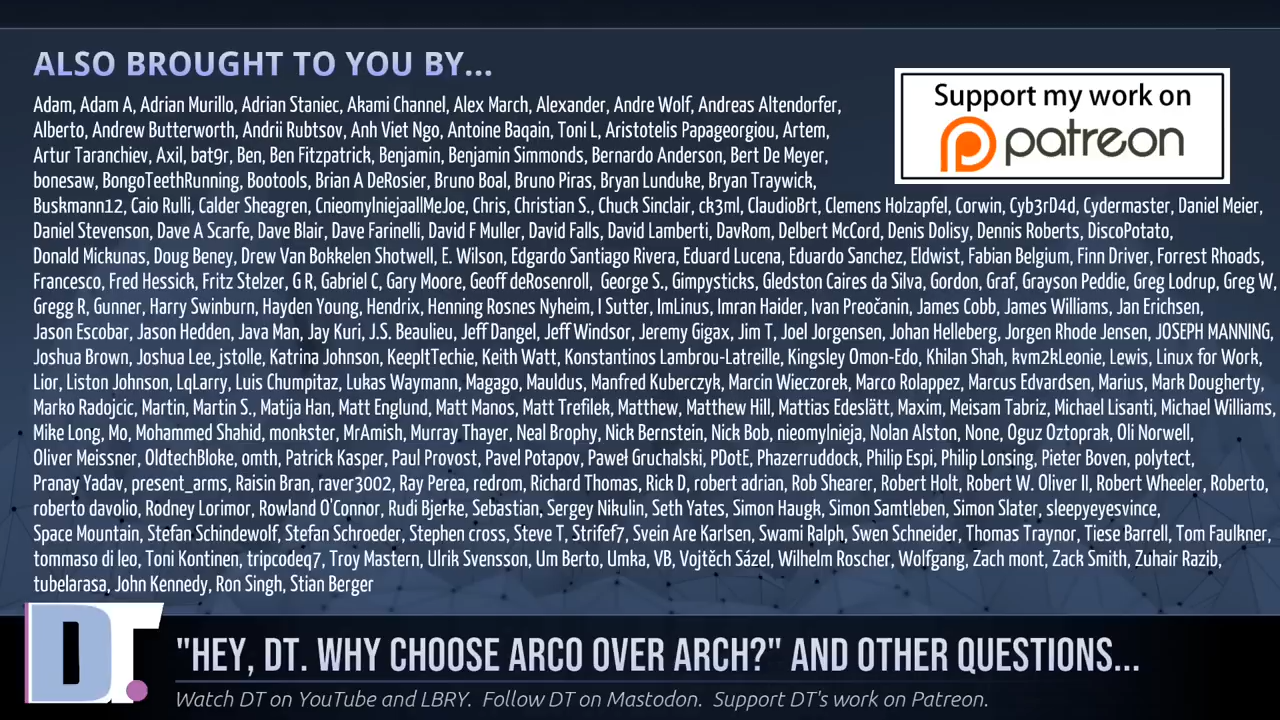 ALSO BROUGHT TO YOU BY...
Support my work on
patreon
Adam, Adam A, Adrian Murillo, Adrian Staniec, Akami Channel, Alex March, Alexander, Andre Wolf, Andreas Altendorfer,
Alberto, Andrew Butterworth, Andrii Rubtsov, Anh Viet Ngo, Antoine Baqain, Toni L, Aristotelis Papageorgiou, Artem,
Artur Taranchiev, Axil, bat9r, Ben, Ben Fitzpatrick, Benjamin, Benjamin Simmonds, Bernardo Anderson, Bert De Meyer,
bonesaw, BongoTeethRunning, Bootools, Brian A DeRosier, Bruno Boal, Bruno Piras, Bryan Lunduke, Bryan Traywick,
Buskmann12, Caio Rulli, Calder Sheagren, CnieomylniejaallMeJoe, Chris, Christian S., Chuck Sinclair, ck3ml, ClaudioBrt, Clemens Holzapfel, Corwin, Cyb3rD4d, Cydermaster, Daniel Meier,
Daniel Stevenson, Dave A Scarfe, Dave Blair, Dave Farinelli, David F Muller, David Falls, David Lamberti, DavRom, Delbert McCord, Denis Dolisy, Dennis Roberts, DiscoPotato,
Donald Mickunas, Doug Beney, Drew Van Bokkelen Shotwell, E. Wilson, Edgardo Santiago Rivera, Eduard Lucena, Eduardo Sanchez, Eldwist, Fabian Belgium, Finn Driver, Forrest Rhoads,
Francesco, Fred Hessick, Fritz Stelzer, G R, Gabriel C, Gary Moore, Geoff deRosenroll, George S., Gimpysticks, Gledston Caires da Silva, Gordon, Graf, Grayson Peddie, Greg Lodrup, Greg W,
Gregg R, Gunner, Harry Swinburn, Hayden Young, Hendrix, Henning Rosnes Nyheim, I Sutter, ImLinus, Imran Haider, Ivan Preočanin, James Cobb, James Williams, Jan Erichsen,
Jason Escobar, Jason Hedden, Java Man, Jay Kuri, J.S. Beaulieu, Jeff Dangel, Jeff Windsor, Jeremy Gigax, Jim T, Joel Jorgensen, Johan Helleberg, Jorgen Rhode Jensen, JOSEPH MANNING,
Joshua Brown, Joshua Lee, jstolle, Katrina Johnson, KeepItTechie, Keith Watt, Konstantinos Lambrou-Latreille, Kingsley Omon-Edo, Khilan Shah, kvm2kLeonie, Lewis, Linux for Work,
Lior, Liston Johnson, LqLarry, Luis Chumpitaz, Lukas Waymann, Magago, Mauldus, Manfred Kuberczyk, Marcin Wieczorek, Marco Rolappez, Marcus Edvardsen, Marius, Mark Dougherty,
Marko Radojcic, Martin, Martin S., Matija Han, Matt Englund, Matt Manos, Matt Trefilek, Matthew, Matthew Hill, Mattias Edeslätt, Maxim, Meisam Tabriz, Michael Lisanti, Michael Williams,
Mike Long, Mo, Mohammed Shahid, monkster, MrAmish, Murray Thayer, Neal Brophy, Nick Bernstein, Nick Bob, nieomylnieja, Nolan Alston, None, Oguz Oztoprak, Oli Norwell,
Oliver Meissner, OldtechBloke, omth, Patrick Kasper, Paul Provost, Pavel Potapov, Paweł Gruchalski, PDotE, Phazerruddock, Philip Espi, Philip Lonsing, Pieter Boven, polytect,
Pranay Yadav, present_arms, Raisin Bran, raver3002, Ray Perea, redrom, Richard Thomas, Rick D, robert adrian, Rob Shearer, Robert Holt, Robert W. Oliver II, Robert Wheeler, Roberto,
roberto davolio, Rodney Lorimor, Rowland O'Connor, Rudi Bjerke, Sebastian, Sergey Nikulin, Seth Yates, Simon Haugk, Simon Samtleben, Simon Slater, sleepyeyesvince,
Space Mountain, Stefan Schindewolf, Stefan Schroeder, Stephen cross, Steve T, Strifef7, Svein Are Karlsen, Swami Ralph, Swen Schneider, Thomas Traynor, Tiese Barrell, Tom Faulkner,
tommaso di leo, Toni Kontinen, tripcodeq7, Troy Mastern, Ulrik Svensson, Um Berto, Umka, VB, Vojtěch Sázel, Wilhelm Roscher, Wolfgang, Zach mont, Zack Smith, Zuhair Razib,
tubelarasa, John Kennedy, Ron Singh, Stian Berger
DT.
"HEY, DT. WHY CHOOSE ARCO OVER ARCH?" AND OTHER QUESTIONS...
Watch DT on YouTube and LBRY. Follow DT on Mastodon. Support DT's work on Patreon.